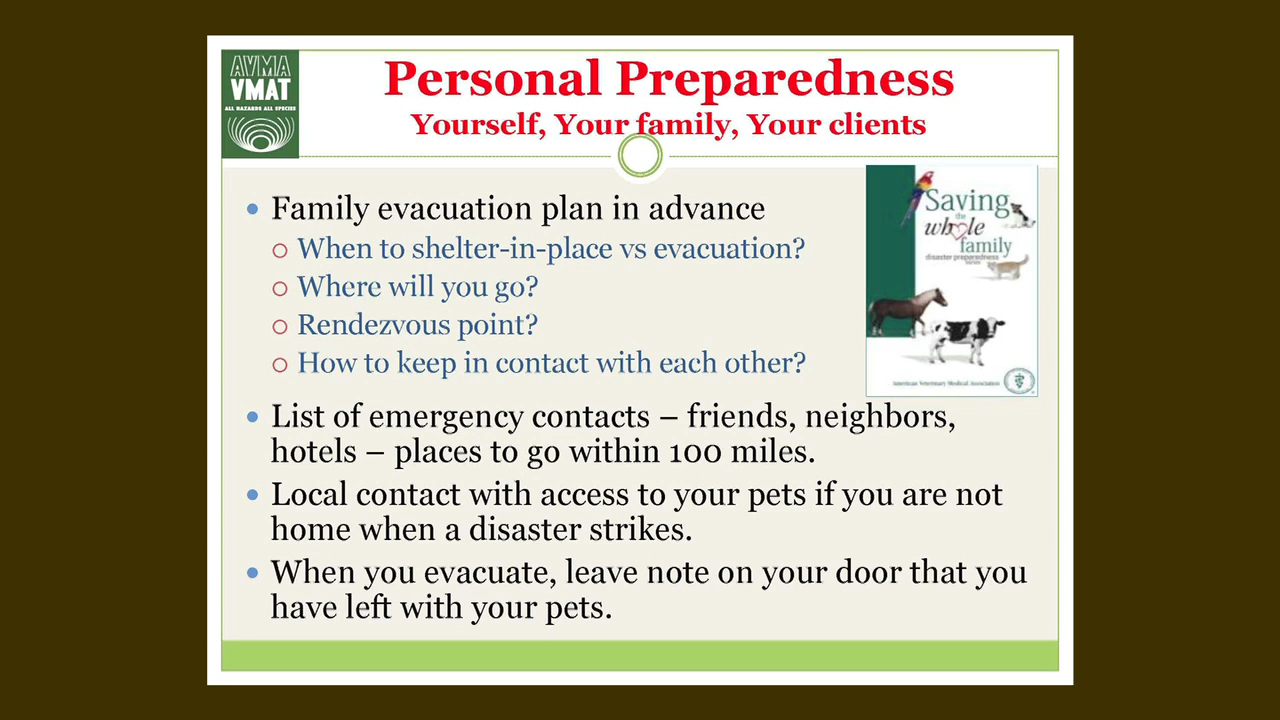 AVMA
VMAT
ALL HAZARDS ALL SPECIES
Personal Preparedness
Yourself, Your family, Your clients
Family evacuation plan in advance
When to shelter-in-place vs evacuation?
Where will you go?
Rendezvous point?
How to keep in contact with each other?
Saving
the
whole
family
disaster preparedness
series
American Veterinary Medical Association
List of emergency contacts – friends, neighbors,
hotels – places to go within 100 miles.
Local contact with access to your pets if you are not
home when a disaster strikes.
When you evacuate, leave note on your door that you
have left with your pets.